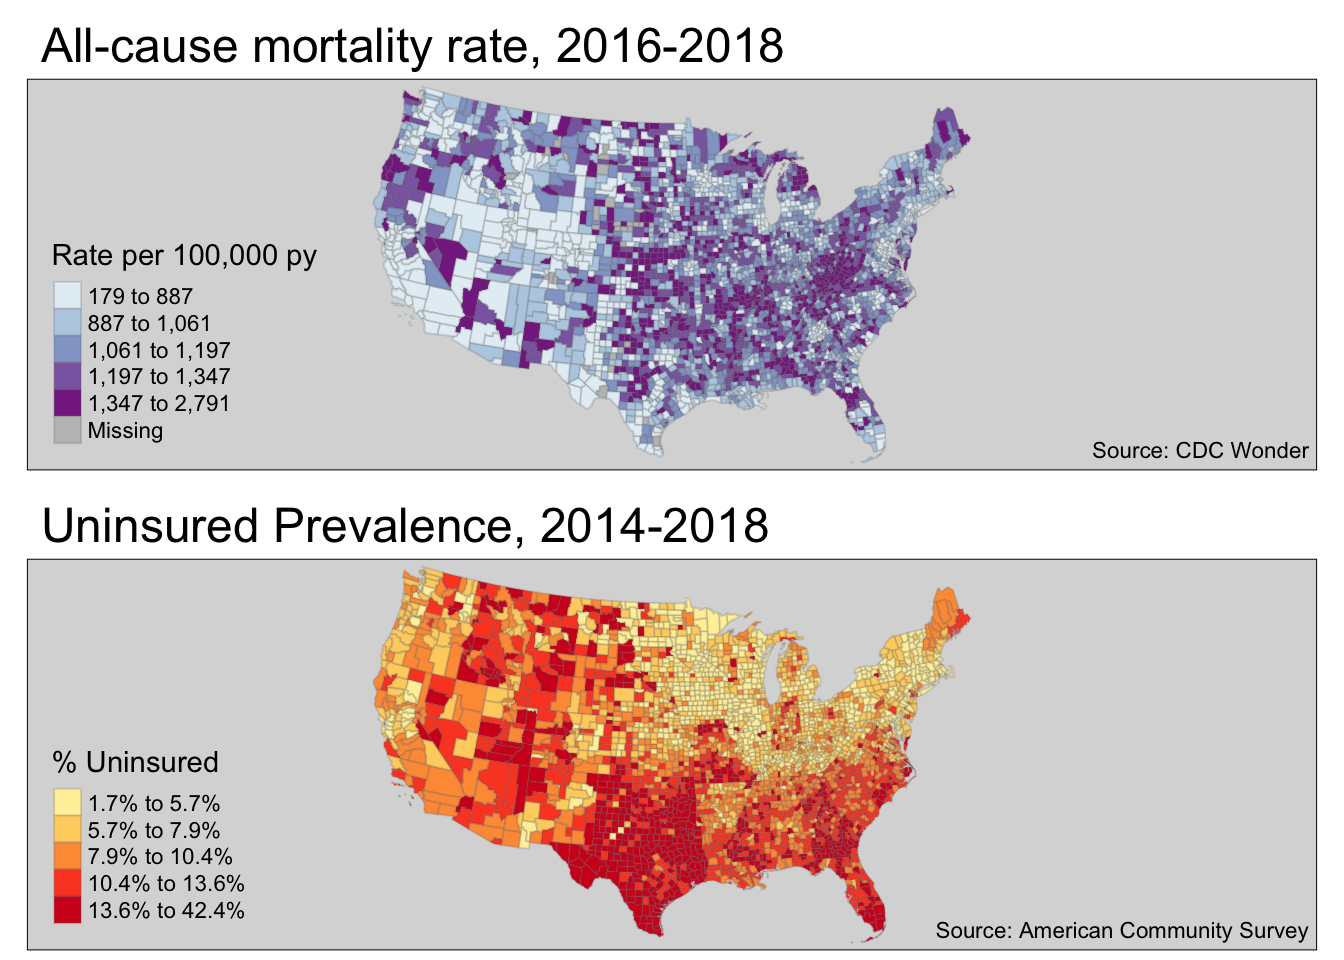 All-cause mortality rate, 2016-2018
Rate per 100,000 py
179 to 887
887 to 1,061
1,061 to 1,197
1,197 to 1,347
1,347 to 2,791
Missing
Source: CDC Wonder
Uninsured Prevalence, 2014-2018
% Uninsured
1.7% to 5.7%
5.7% to 7.9%
7.9% to 10.4%
10.4% to 13.6%
13.6% to 42.4%
Source: American Community Survey